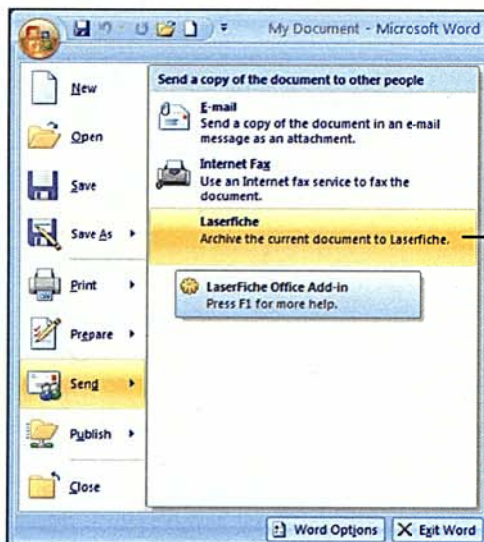 My Document - Microsoft Word
New
Open
Save
Save As
Print
Prepare
Send
Publish
Close
Send a copy of the document to other people
E-mail
Send a copy of the document in an e-mail
message as an attachment.
Internet Fax
Use an Internet fax service to fax the
document.
Laserfiche
Archive the current document to Laserfiche.
LaserFiche Office Add-in
Press F1 for more help.
Word Options
Exit Word